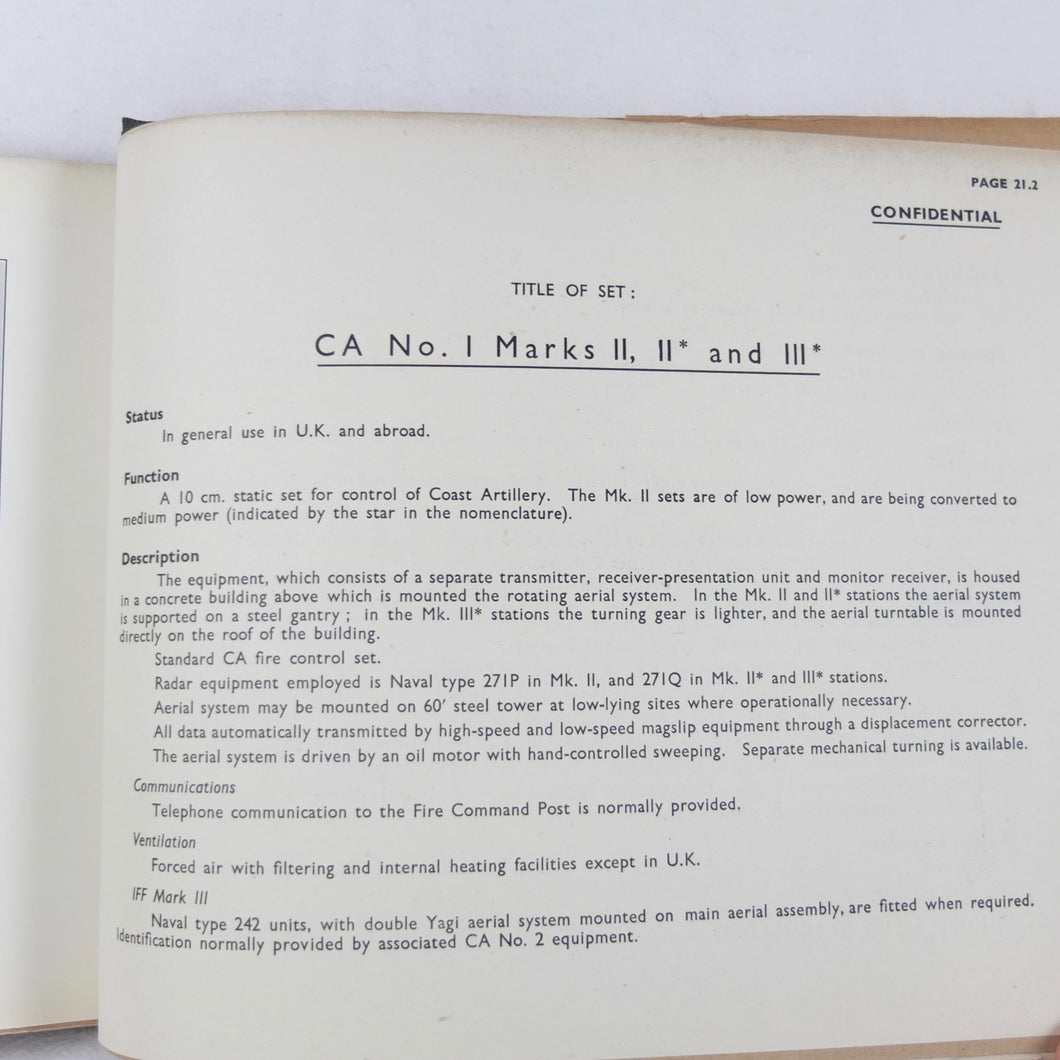 PAGE 21.2
CONFIDENTIAL
TITLE OF SET :
CA No. I Marks II, II* and III*
Status
In general use in U.K. and abroad.
Function
A 10 cm. static set for control of Coast Artillery. The Mk. II sets are of low power, and are being converted to
medium power (indicated by the star in the nomenclature).
Description
The equipment, which consists of a separate transmitter, receiver-presentation unit and monitor receiver, is housed
in a concrete building above which is mounted the rotating aerial system. In the Mk. II and II* stations the aerial system
is supported on a steel gantry ; in the Mk. III* stations the turning gear is lighter, and the aerial turntable is mounted
directly on the roof of the building.
Standard CA fire control set.
Radar equipment employed is Naval type 271P in Mk. II, and 271Q in Mk. II* and III* stations.
Aerial system may be mounted on 60′ steel tower at low-lying sites where operationally necessary.
All data automatically transmitted by high-speed and low-speed magslip equipment through a displacement corrector.
The aerial system is driven by an oil motor with hand-controlled sweeping. Separate mechanical turning is available.
Communications
Telephone communication to the Fire Command Post is normally provided.
Ventilation
Forced air with filtering and internal heating facilities except in U.K.
IFF Mark III
Naval type 242 units, with double Yagi aerial system mounted on main aerial assembly, are fitted when required.
Identification normally provided by associated CA No. 2 equipment.